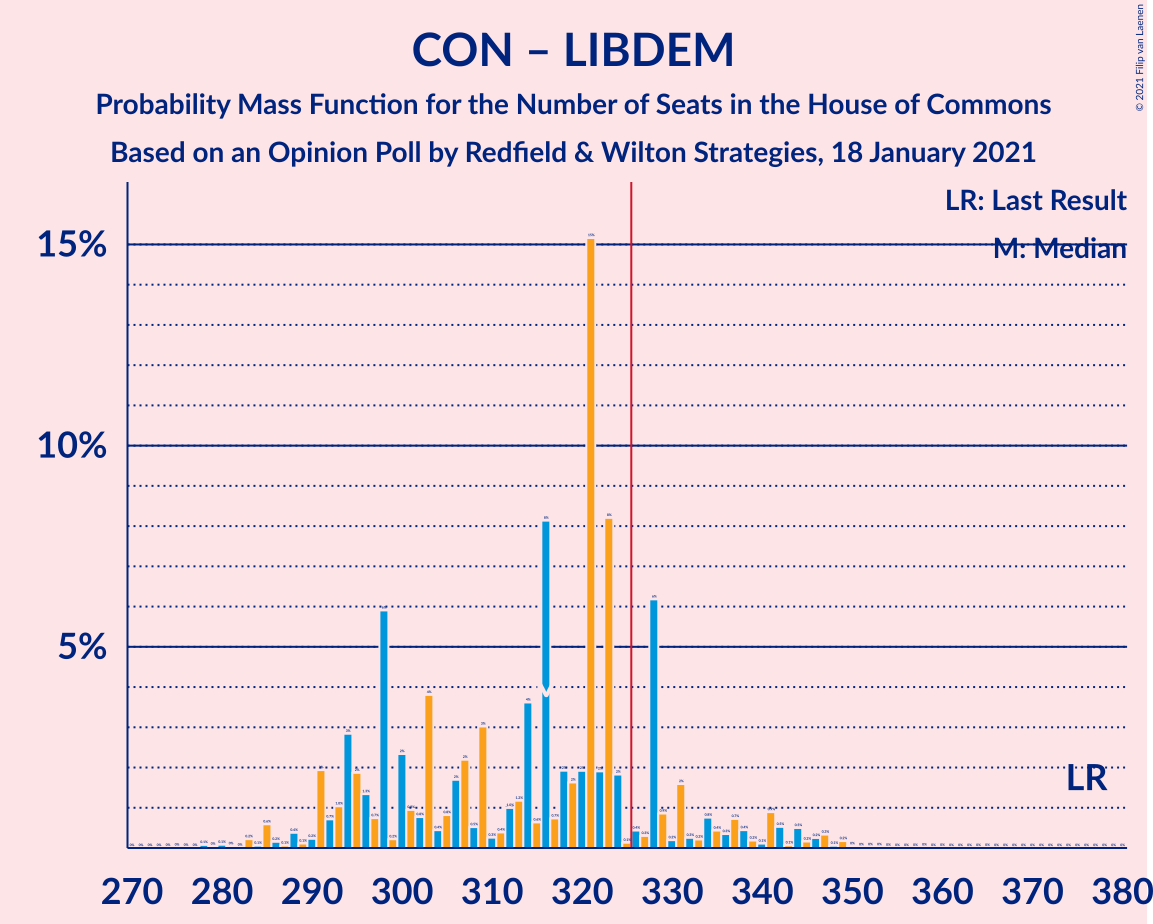 CON – LIBDEM
Probability Mass Function for the Number of Seats in the House of Commons
Based on an Opinion Poll by Redfield & Wilton Strategies, 18 January 2021
© 2021 Filip van Laenen
LR: Last Result
M: Median
15%
10%
5%
LR
270 280 290 300 310 320 330 340 350 360 370 380